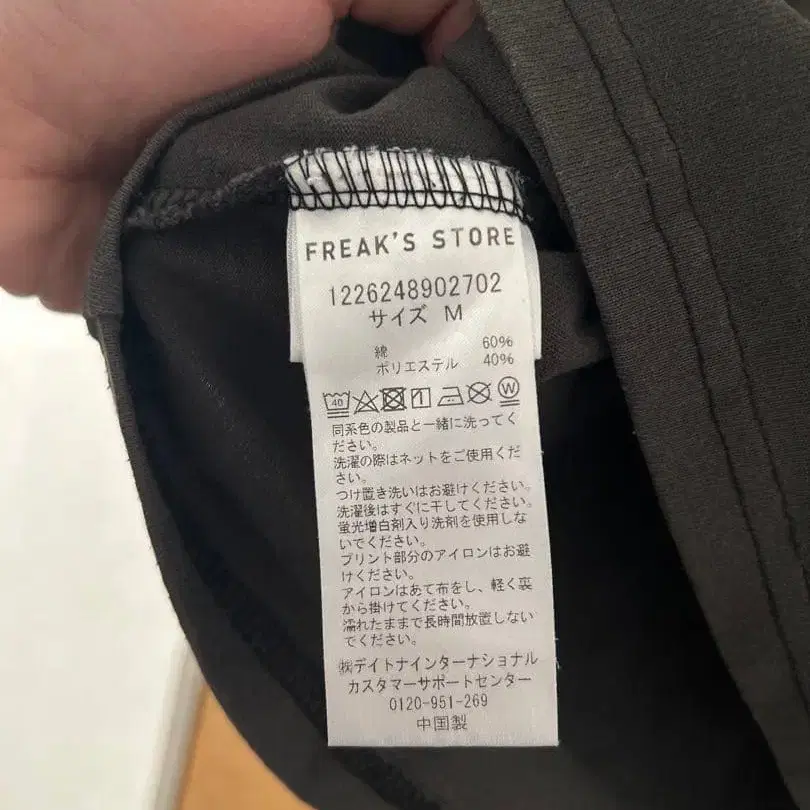 FREAK'S STORE
1226248902702
サイズ M
綿 60%
ポリエステル 40%
40 W
同系色の製品と一緒に洗ってく
ださい。
洗濯の際はネットをご使用くだ
さい。
つけ置き洗いはお避けください。
洗濯後はすぐに干してください。
蛍光増白剤入り洗剤を使用しな
いでください。
プリント部分のアイロンはお避
けください。
アイロンはあて布をし、軽く裏
から掛けてください。
濡れたままで長時間放置しない
でください。
㈱デイトナインターナショナル
カスタマーサポートセンター
0120-951-269
中国製